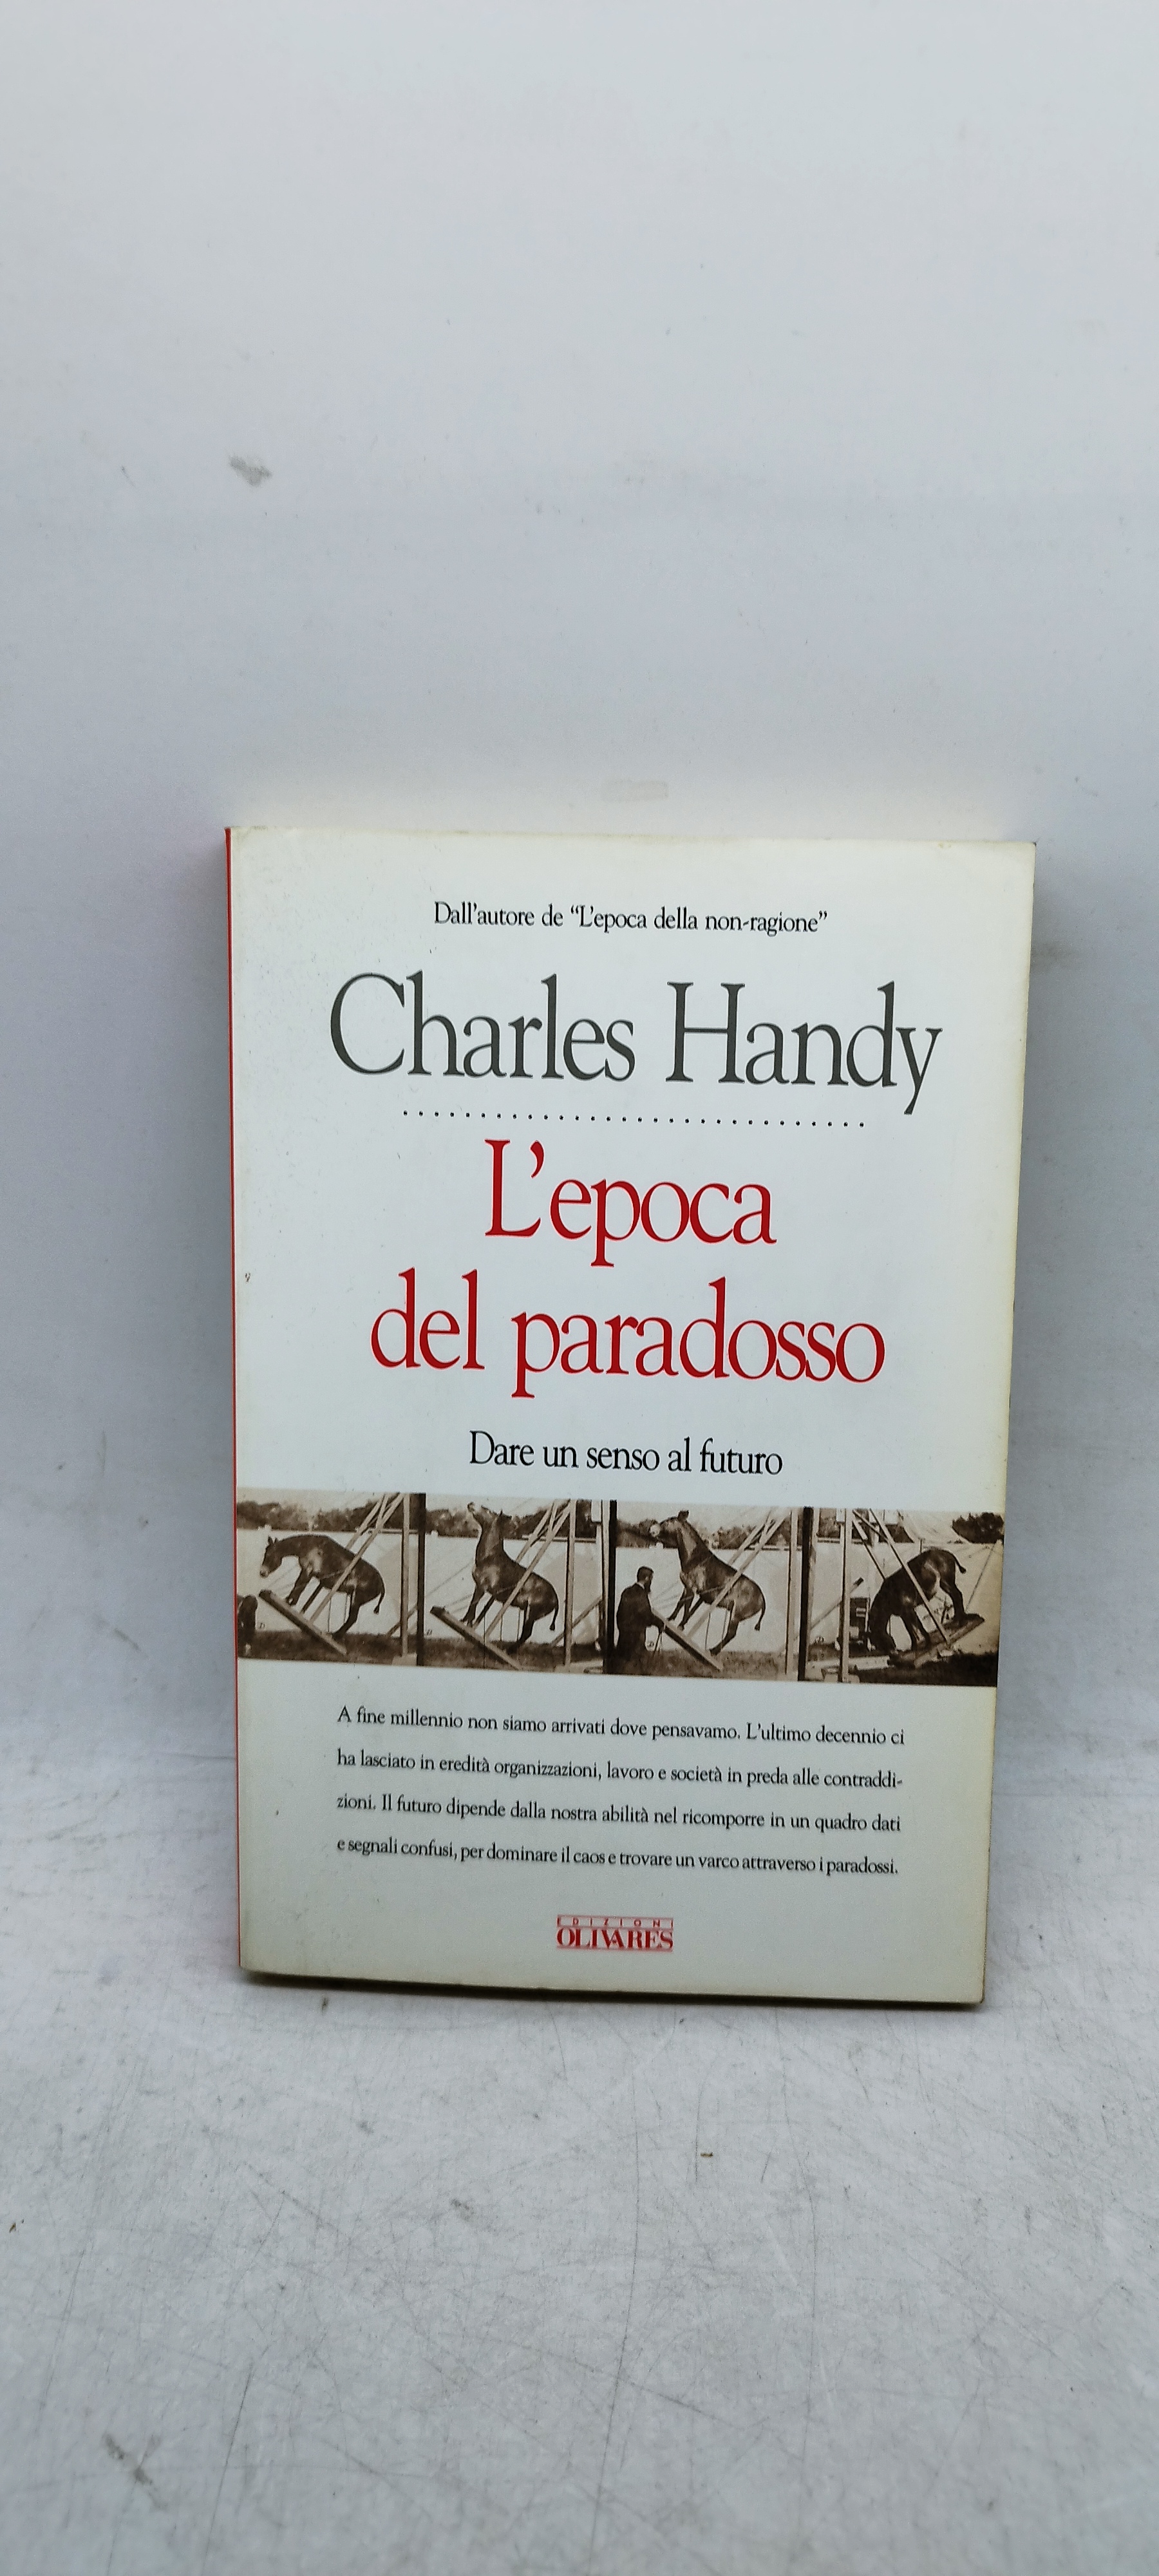 Dall'autore de “L'epoca della non-ragione”
Charles Handy
L'epoca
del paradosso
Dare un senso al futuro
A fine millennio non siamo arrivati dove pensavamo. L'ultimo decennio ci
ha lasciato in eredità organizzazioni, lavoro e società in preda alle contraddi-
zioni. Il futuro dipende dalla nostra abilità nel ricomporre in un quadro dati
e segnali confusi, per dominare il caos e trovare un varco attraverso i paradossi.
EDIZIONI
OLIVARES